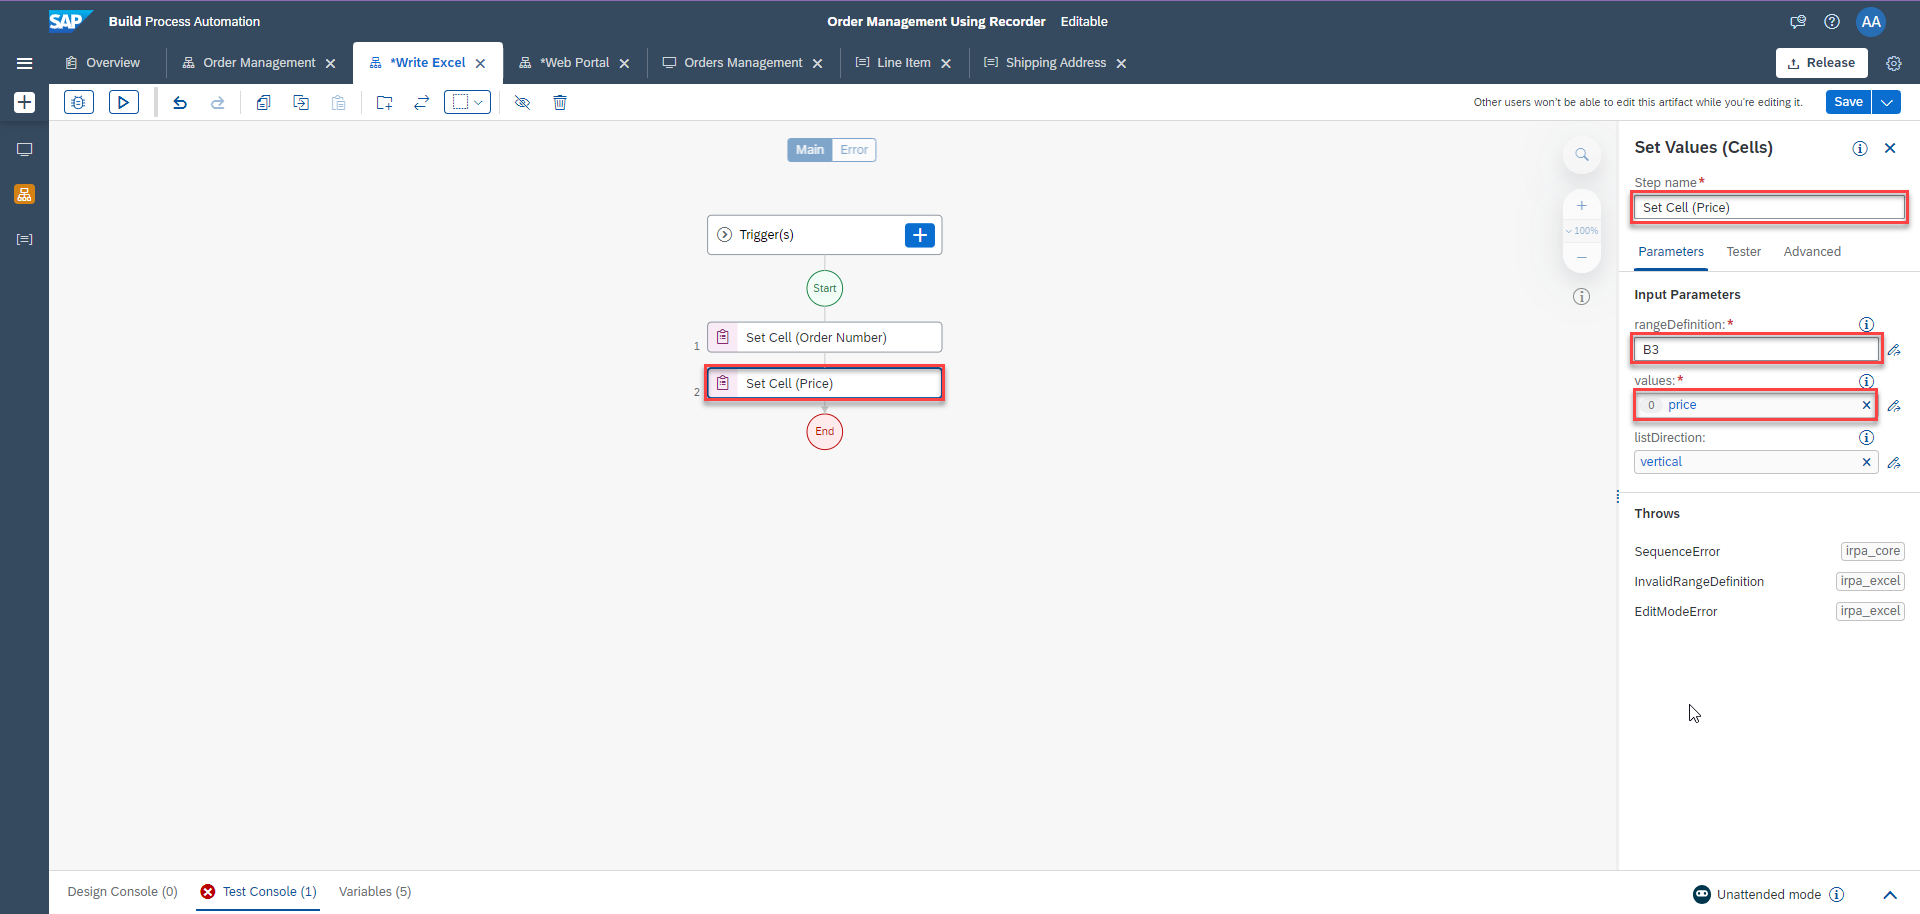 SAP Build Process Automation
Order Management Using Recorder Editable
AA
Overview
Order Management
*Write Excel
*Web Portal
Orders Management
Line Item
Shipping Address
Release
Other users won't be able to edit this artifact while you're editing it.
Save
Main Error
100%
Trigger(s)
Start
1 Set Cell (Order Number)
2 Set Cell (Price)
End
Set Values (Cells)
Step name*
Set Cell (Price)
Parameters Tester Advanced
Input Parameters
rangeDefinition: *
B3
values: *
0 price
listDirection:
vertical
Throws
SequenceError irpa_core
InvalidRangeDefinition irpa_excel
EditModeError irpa_excel
Design Console (0) Test Console (1) Variables (5)
Unattended mode